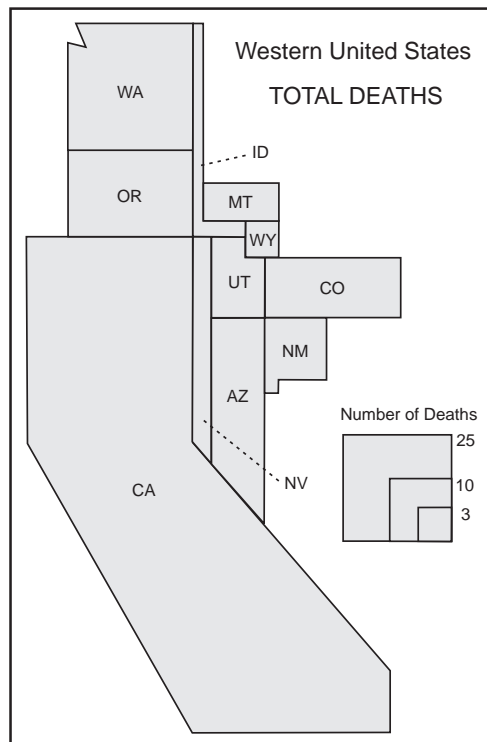 Western United States
TOTAL DEATHS
WA
ID
OR
MT
WY
UT
CO
NM
AZ
Number of Deaths
25
10
3
NV
CA